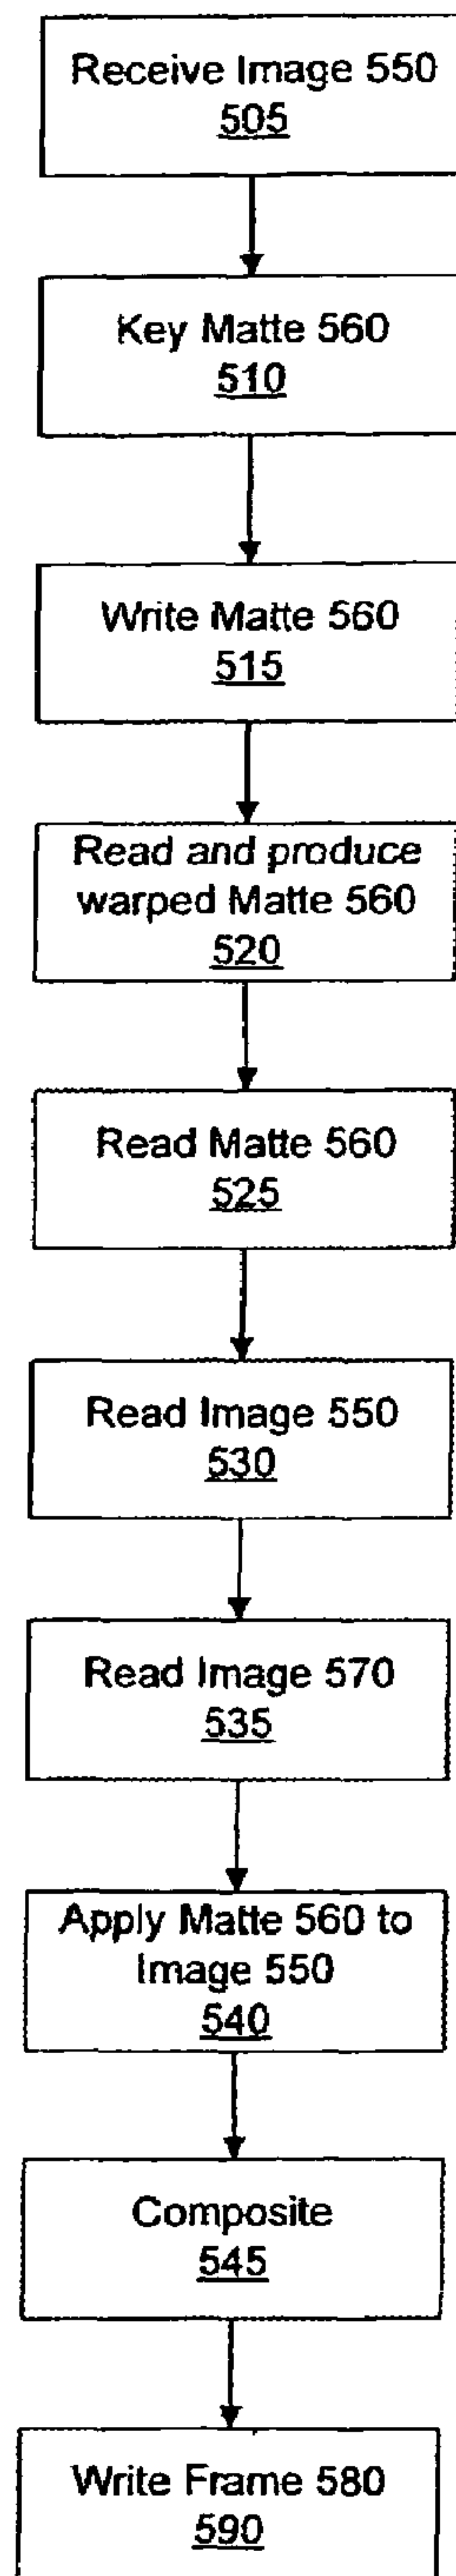 Receive Image 550
505
Key Matte 560
510
Write Matte 560
515
Read and produce
warped Matte 560
520
Read Matte 560
525
Read Image 550
530
Read Image 570
535
Apply Matte 560 to
Image 550
540
Composite
545
Write Frame 580
590